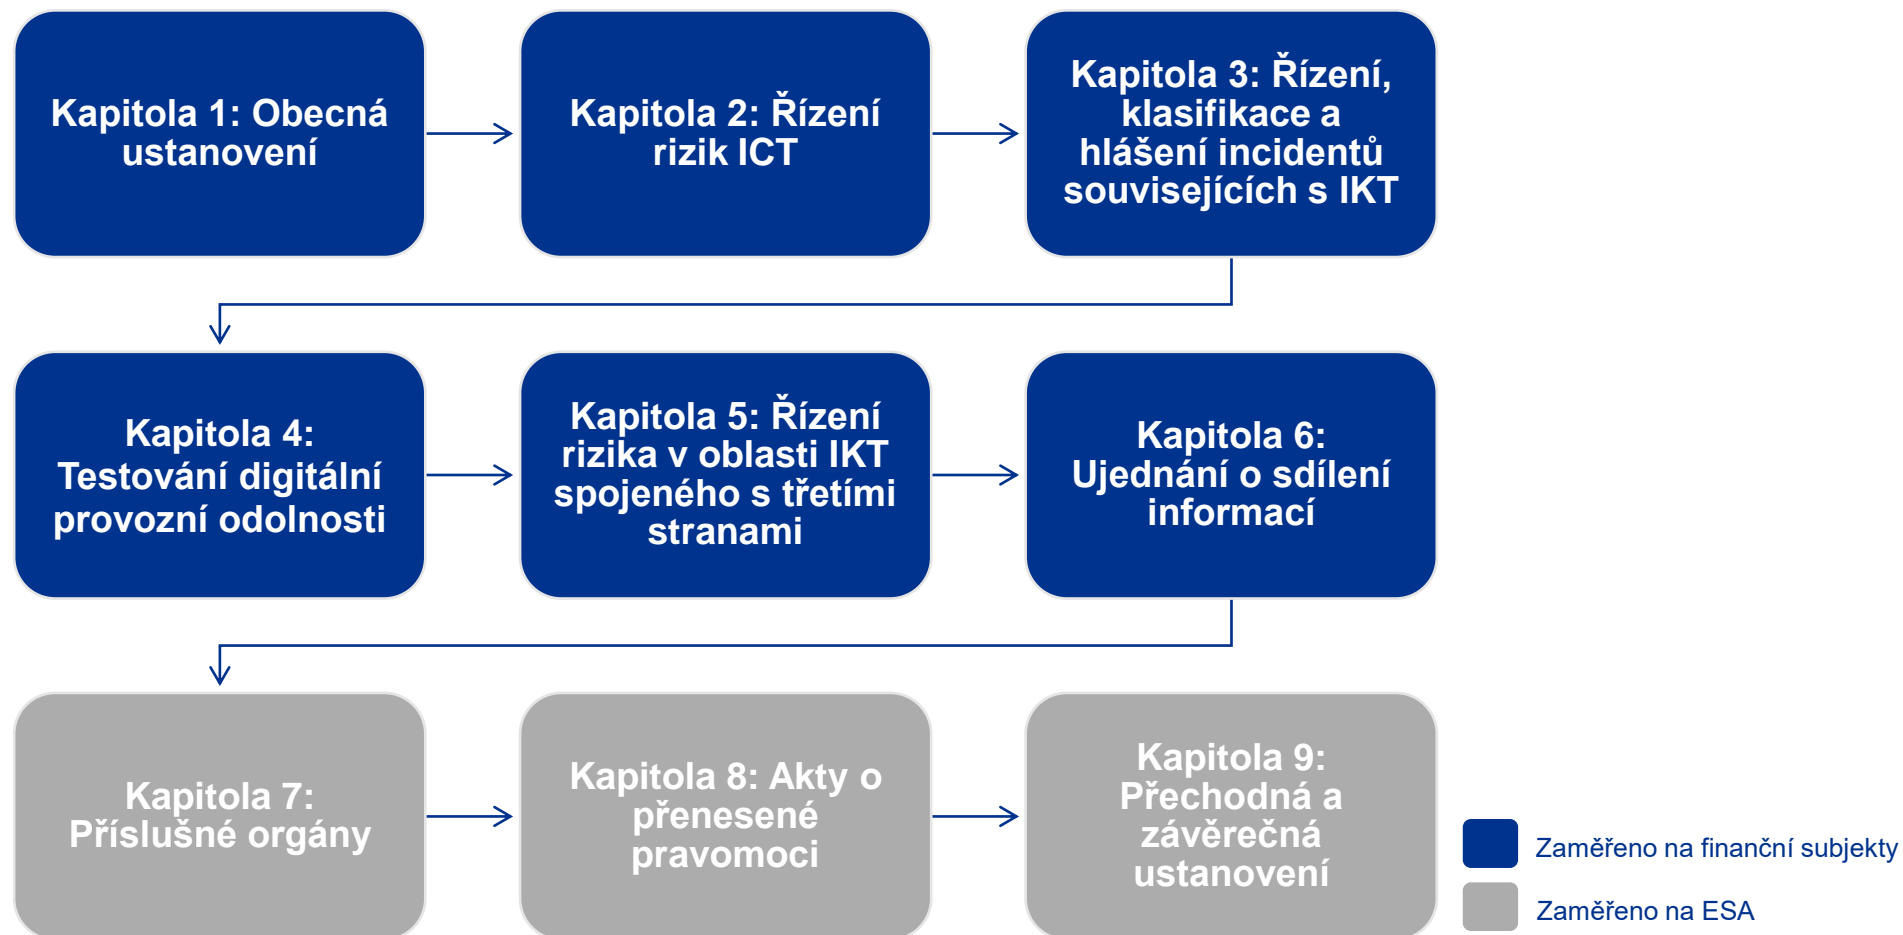 Kapitola 1: Obecná
ustanovení
Kapitola 2: Řízení
rizik ICT
Kapitola 3: Řízení,
klasifikace a
hlášení incidentů
souvisejících s IKT
Kapitola 4:
Testování digitální
provozní odolnosti
Kapitola 5: Řízení
rizika v oblasti IKT
spojeného s třetími
stranami
Kapitola 6:
Ujednání o sdílení
informací
Kapitola 7:
Příslušné orgány
Kapitola 8: Akty o
přenesené
pravomoci
Kapitola 9:
Přechodná a
závěrečná
ustanovení
Zaměřeno na finanční subjekty
Zaměřeno na ESA